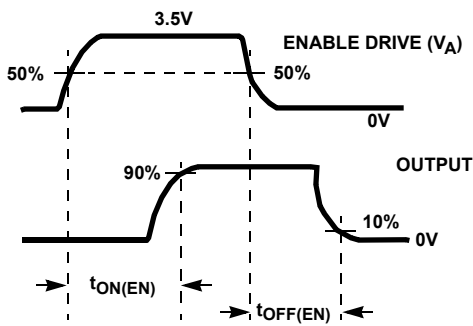 3.5V
ENABLE DRIVE (VA)
50%
50%
0V
OUTPUT
90%
10%
0V
tON(EN)
tOFF(EN)